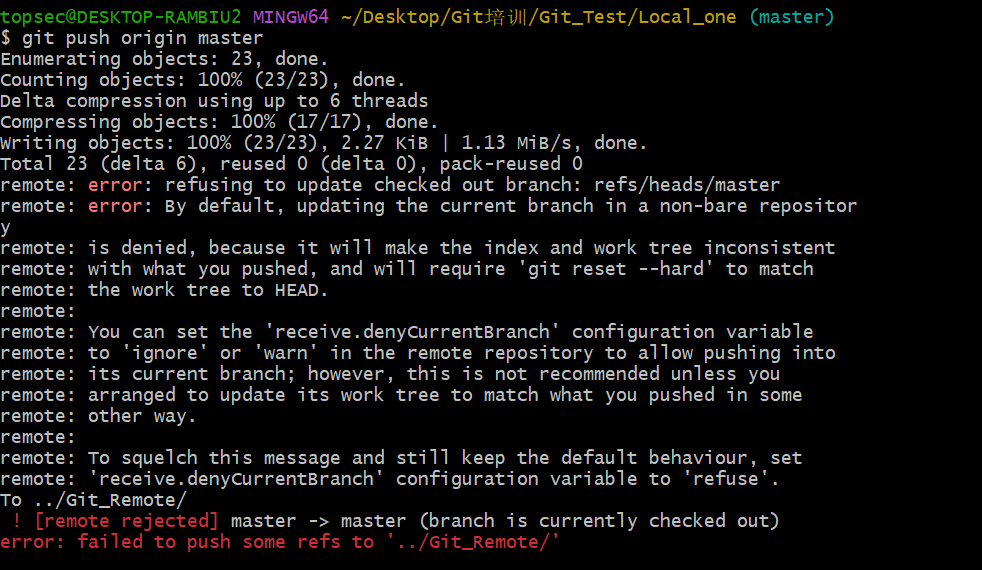 topsec@DESKTOP-RAMBIU2 MINGW64 ~/Desktop/Git培训/Git_Test/Local_one (master)
$ git push origin master
Enumerating objects: 23, done.
Counting objects: 100% (23/23), done.
Delta compression using up to 6 threads
Compressing objects: 100% (17/17), done.
Writing objects: 100% (23/23), 2.27 KiB | 1.13 MiB/s, done.
Total 23 (delta 6), reused 0 (delta 0), pack-reused 0
remote: error: refusing to update checked out branch: refs/heads/master
remote: error: By default, updating the current branch in a non-bare repositor
y
remote: is denied, because it will make the index and work tree inconsistent
remote: with what you pushed, and will require 'git reset --hard' to match
remote: the work tree to HEAD.
remote:
remote: You can set the 'receive.denyCurrentBranch' configuration variable
remote: to 'ignore' or 'warn' in the remote repository to allow pushing into
remote: its current branch; however, this is not recommended unless you
remote: arranged to update its work tree to match what you pushed in some
remote: other way.
remote:
remote: To squelch this message and still keep the default behaviour, set
remote: 'receive.denyCurrentBranch' configuration variable to 'refuse'.
To ../Git_Remote/
 ! [remote rejected] master -> master (branch is currently checked out)
error: failed to push some refs to '../Git_Remote/'